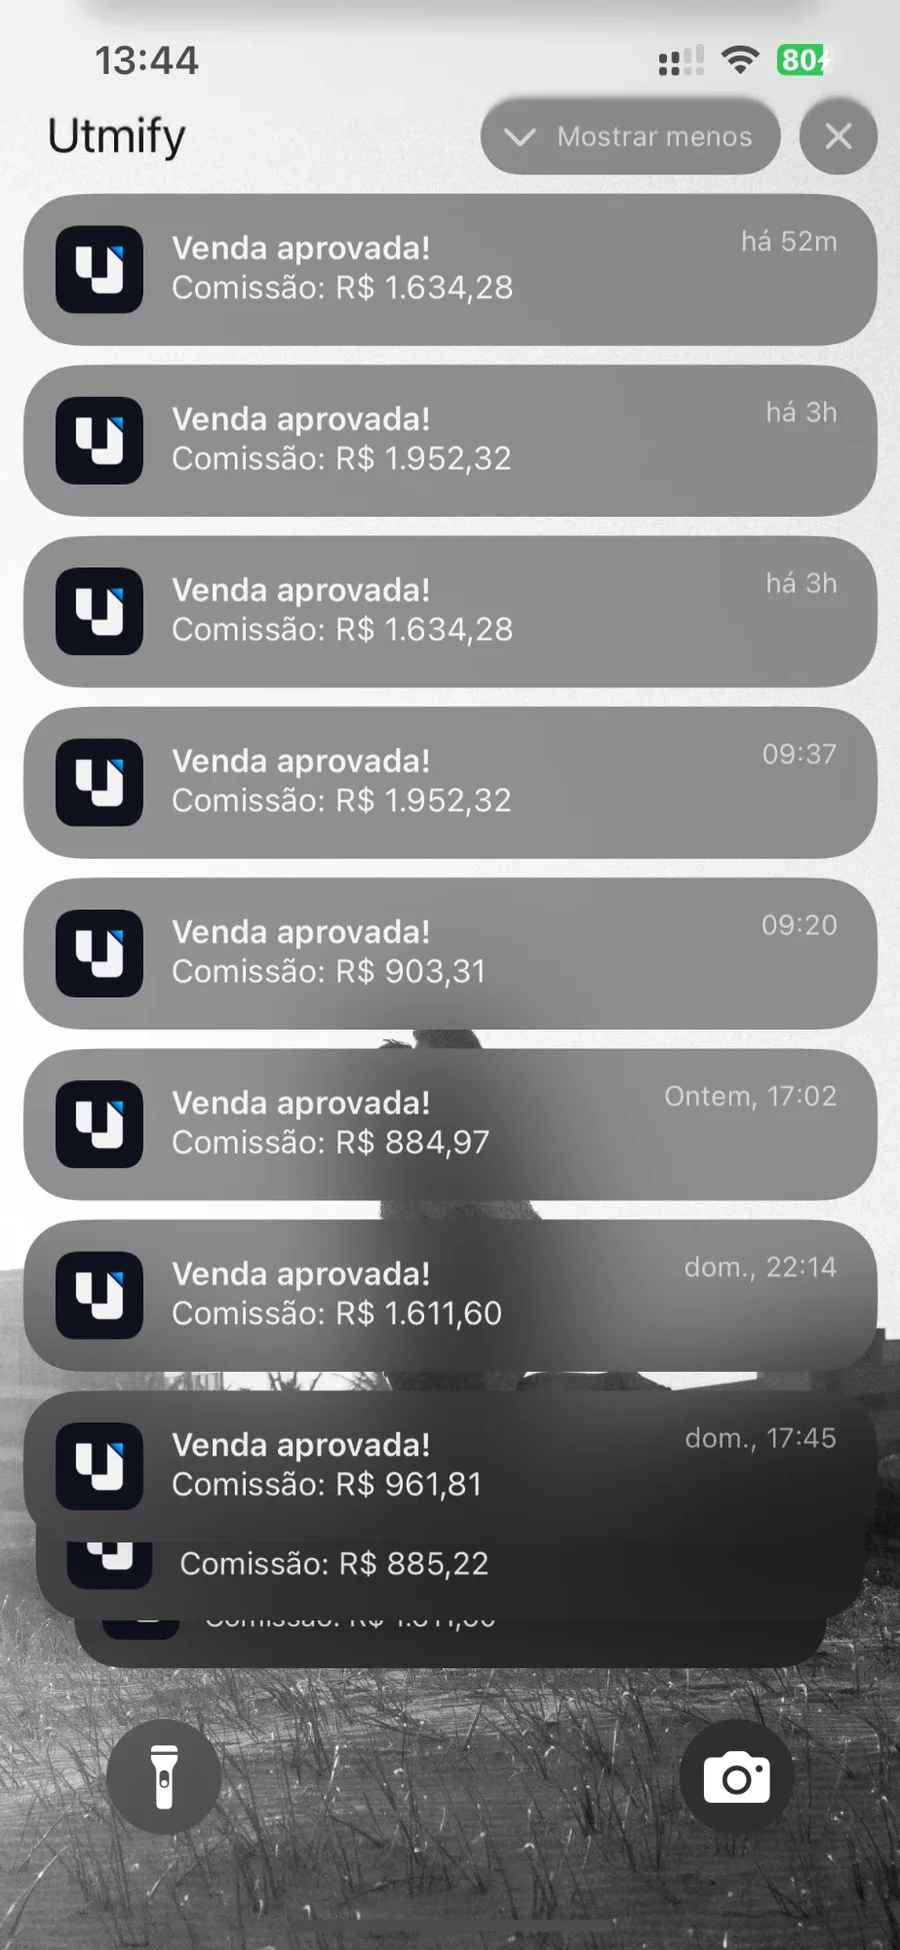 13:44
80
Utmify
Mostrar menos
Venda aprovada!
há 52m
Comissão: R$ 1.634,28
Venda aprovada!
há 3h
Comissão: R$ 1.952,32
Venda aprovada!
há 3h
Comissão: R$ 1.634,28
Venda aprovada!
09:37
Comissão: R$ 1.952,32
Venda aprovada!
09:20
Comissão: R$ 903,31
Venda aprovada!
Ontem, 17:02
Comissão: R$ 884,97
Venda aprovada!
dom., 22:14
Comissão: R$ 1.611,60
Venda aprovada!
dom., 17:45
Comissão: R$ 961,81
Comissão: R$ 885,22